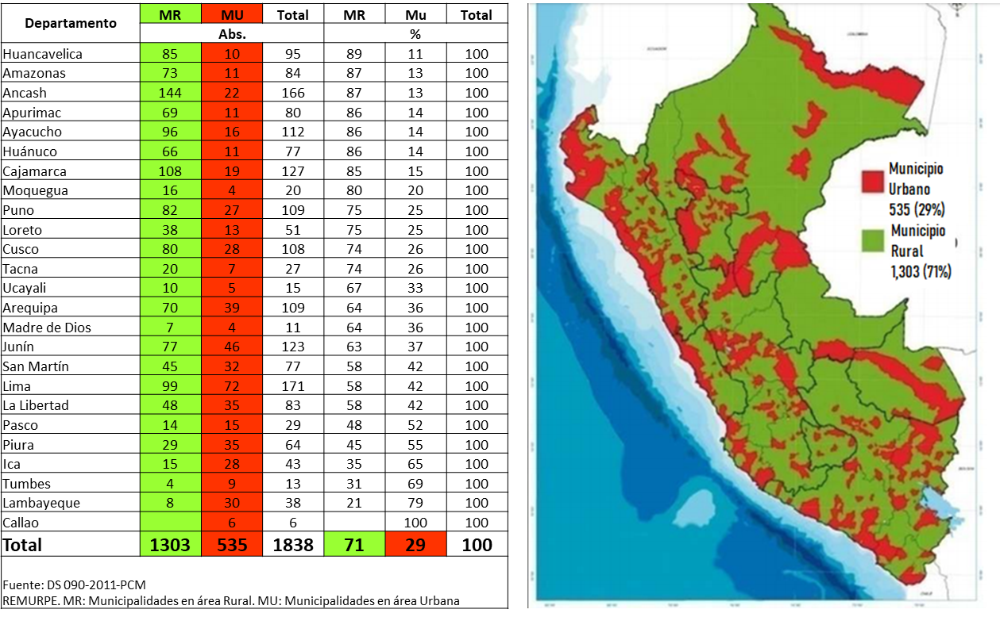 Departamento MR MU Total MR Mu Total
Abs. %
Huancavelica 85 10 95 89 11 100
Amazonas 73 11 84 87 13 100
Ancash 144 22 166 87 13 100
Apurimac 69 11 80 86 14 100
Ayacucho 96 16 112 86 14 100
Huánuco 66 11 77 86 14 100
Cajamarca 108 19 127 85 15 100
Moquegua 16 4 20 80 20 100
Puno 82 27 109 75 25 100
Loreto 38 13 51 75 25 100
Cusco 80 28 108 74 26 100
Tacna 20 7 27 74 26 100
Ucayali 10 5 15 67 33 100
Arequipa 70 39 109 64 36 100
Madre de Dios 7 4 11 64 36 100
Junín 77 46 123 63 37 100
San Martín 45 32 77 58 42 100
Lima 99 72 171 58 42 100
La Libertad 48 35 83 58 42 100
Pasco 14 15 29 48 52 100
Piura 29 35 64 45 55 100
Ica 15 28 43 35 65 100
Tumbes 4 9 13 31 69 100
Lambayeque 8 30 38 21 79 100
Callao 6 6 100 100
Total 1303 535 1838 71 29 100
Fuente: DS 090-2011-PCM
REMURPE. MR: Municipalidades en área Rural. MU: Municipalidades en área Urbana
COLOMBIA
ECUADOR
Municipio
Urbano
535 (29%)
Municipio
Rural
1,303 (71%)
CHILE